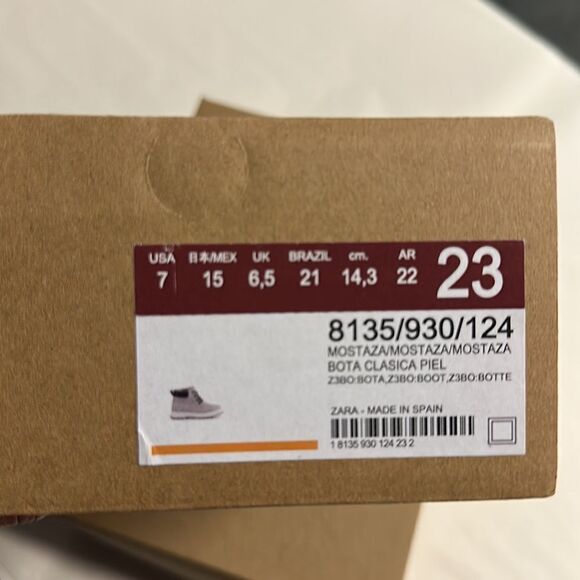 USA 日本/MEX UK BRAZIL cm. AR 23
7 15 6,5 21 14,3 22
8135/930/124
MOSTAZA/MOSTAZA/MOSTAZA
BOTA CLASICA PIEL
Z3BO:BOTA,Z3BO:BOOT,Z3BO:BOTTE
ZARA - MADE IN SPAIN
1 8135 930 124 23 2